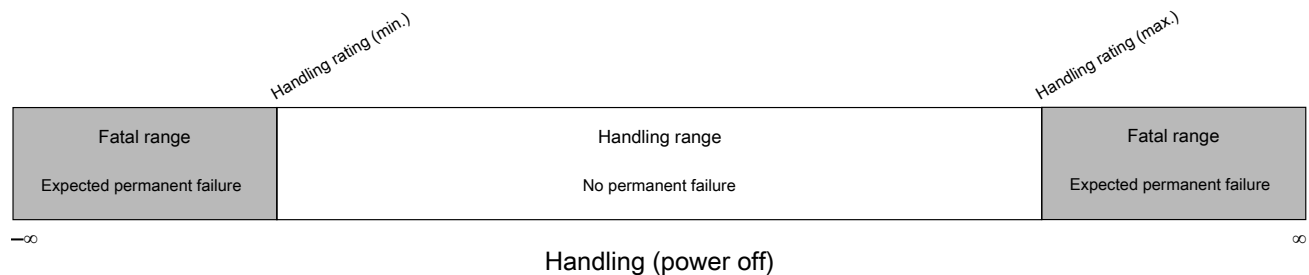 Handling rating (min.)
Handling rating (max.)
Fatal range
Handling range
Fatal range
Expected permanent failure
No permanent failure
Expected permanent failure
–∞
∞
Handling (power off)